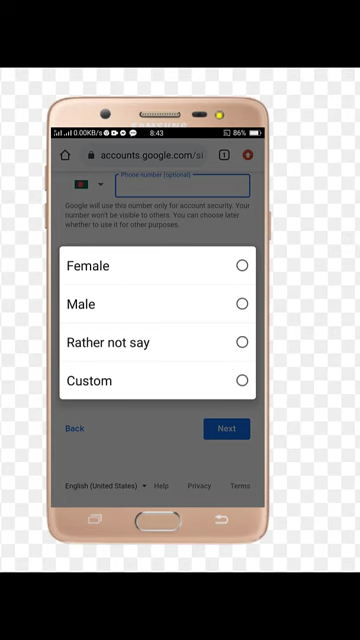 SAMSUNG
0.00KB/s 8:43 86%
accounts.google.com/si 1
Phone number (optional)
Google will use this number only for account security. Your
number won't be visible to others. You can choose later
whether to use it for other purposes.
Female
Male
Rather not say
Custom
Back Next
English (United States) Help Privacy Terms